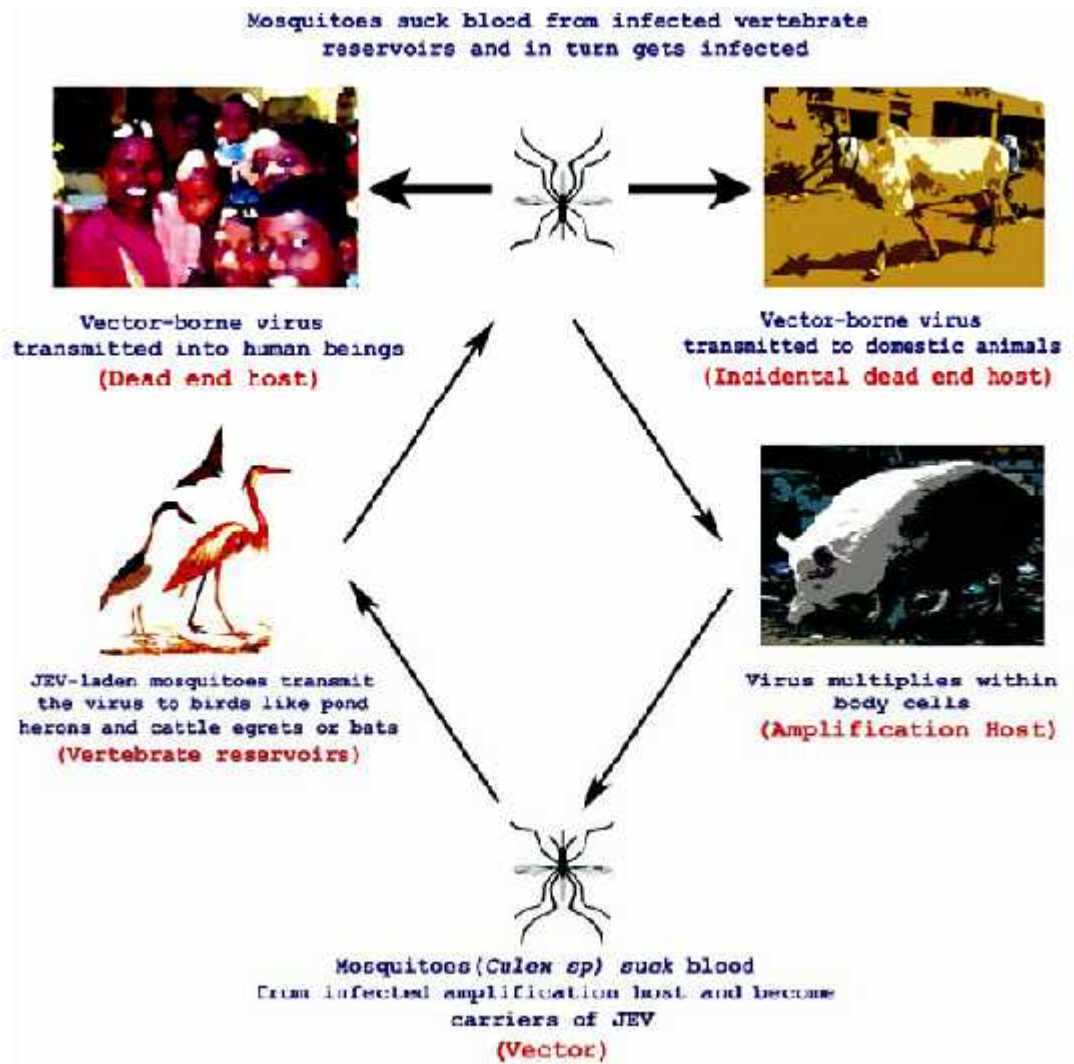 Mosquitoes suck blood from infected vertebrate
reservoirs and in turn gets infected
Vector-borne virus
transmitted into human beings
(Dead end host)
Vector-borne virus
transmitted to domestic animals
(Incidental dead end host)
JEV-laden mosquitoes transmit
the virus to birds like pond
herons and cattle egrets or bats
(Vertebrate reservoirs)
Virus multiplies within
body cells
(Amplification Host)
Mosquitoes(Culex sp) suck blood
from infected amplification host and become
carriers of JEV
(Vector)